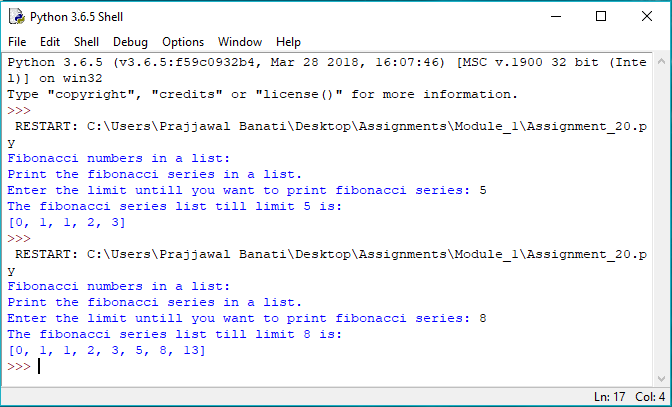 Python 3.6.5 Shell
File Edit Shell Debug Options Window Help
Python 3.6.5 (v3.6.5:f59c0932b4, Mar 28 2018, 16:07:46) [MSC v.1900 32 bit (Inte
l)] on win32
Type "copyright", "credits" or "license()" for more information.
>>>
 RESTART: C:\Users\Prajjawal Banati\Desktop\Assignments\Module_1\Assignment_20.p
y
Fibonacci numbers in a list:
Print the fibonacci series in a list.
Enter the limit untill you want to print fibonacci series: 5
The fibonacci series list till limit 5 is:
[0, 1, 1, 2, 3]
>>>
 RESTART: C:\Users\Prajjawal Banati\Desktop\Assignments\Module_1\Assignment_20.p
y
Fibonacci numbers in a list:
Print the fibonacci series in a list.
Enter the limit untill you want to print fibonacci series: 8
The fibonacci series list till limit 8 is:
[0, 1, 1, 2, 3, 5, 8, 13]
>>>
Ln: 17 Col: 4